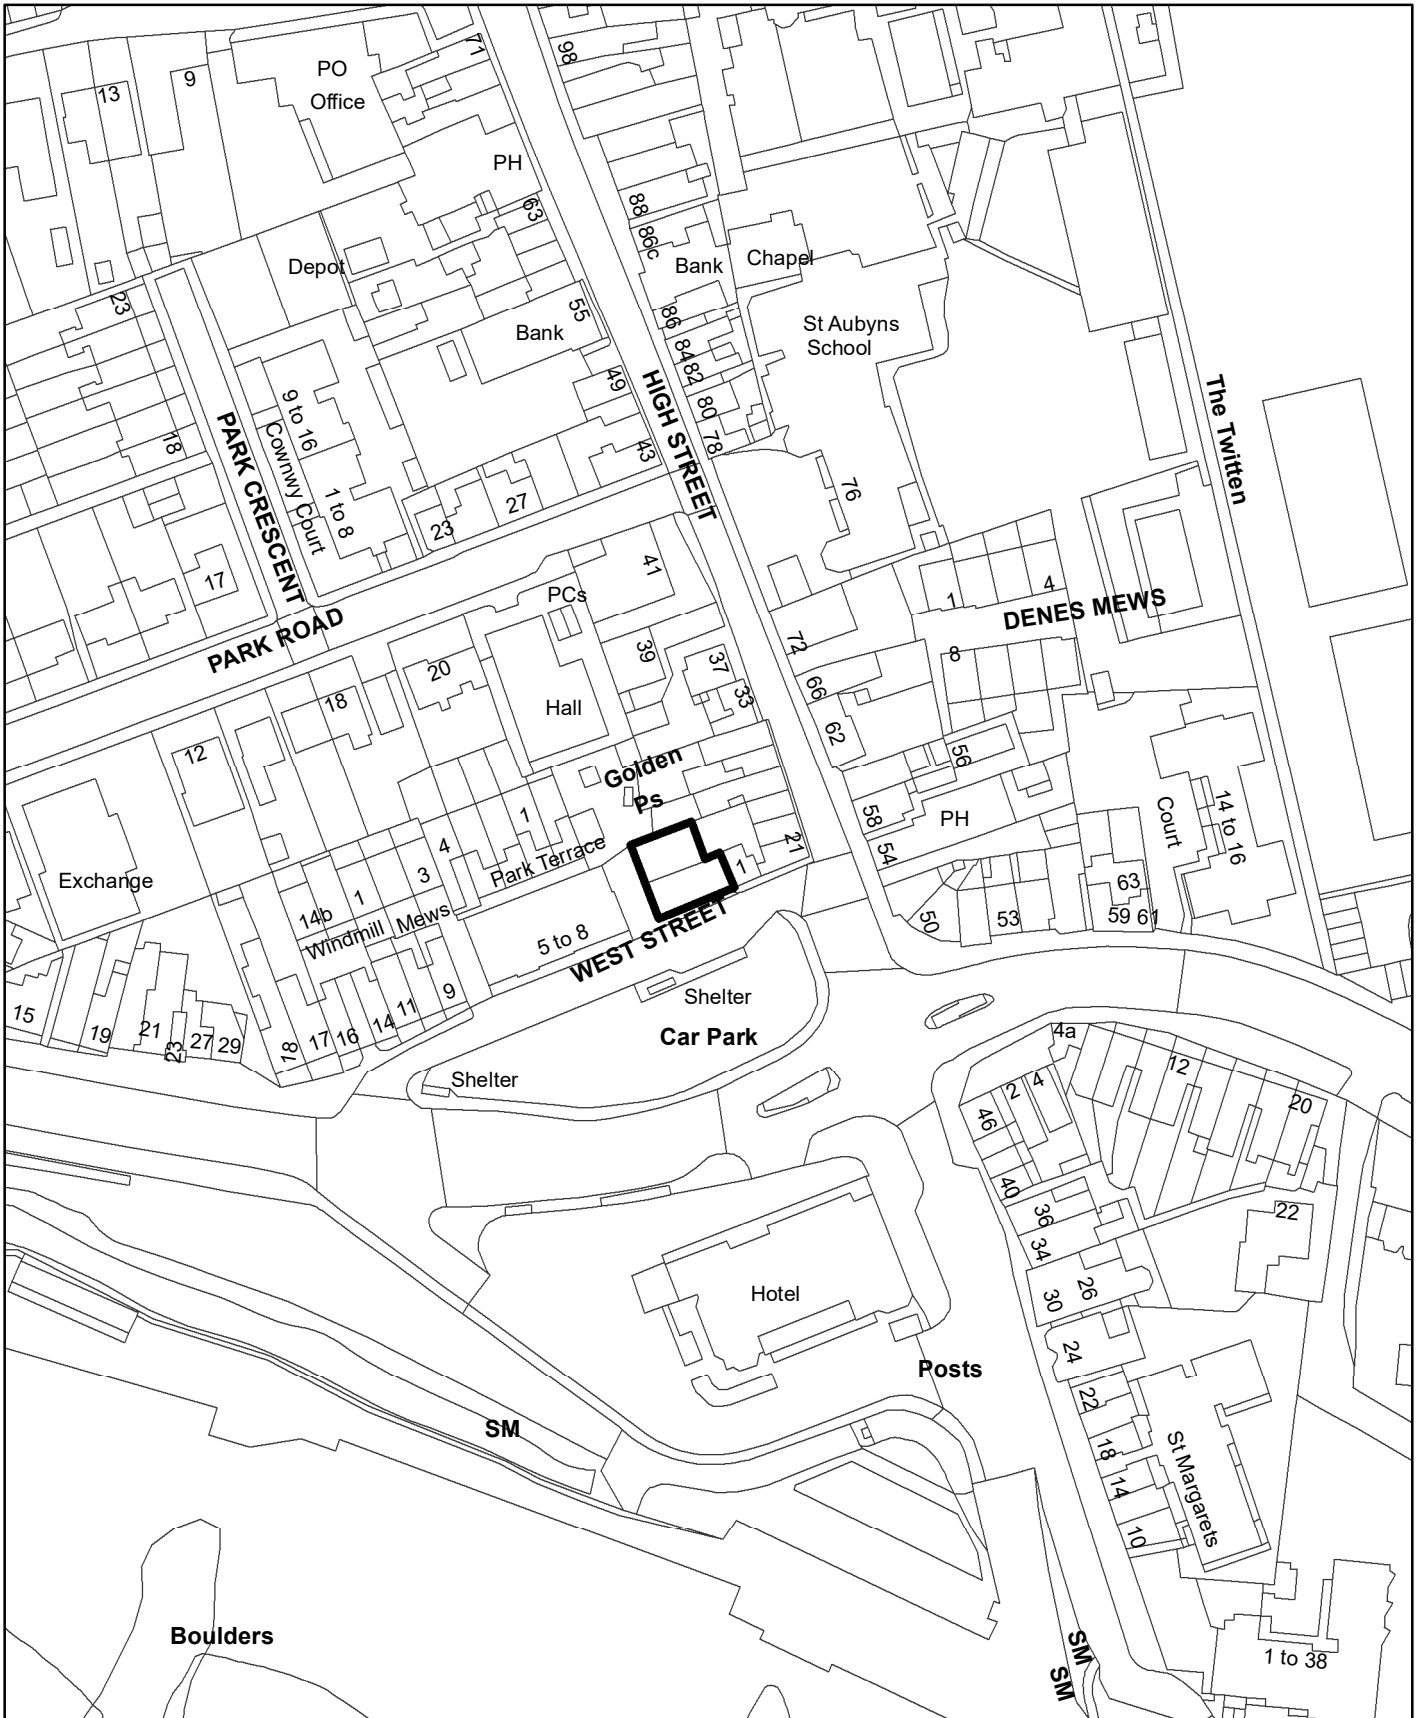 71
98
PO
Office
13
9
PH
63
88
86c
Bank
Chapel
Depot
23
55
Bank
86
St Aubyns
School
84
82
49
80
HIGH STREET
The Twitten
9 to 16
PARK CRESCENT
Cownwy Court
18
43
78
1 to 8
23
27
76
41
17
PCs
1
4
DENES MEWS
PARK ROAD
72
39
37
8
20
66
33
18
Hall
62
12
56
Golden
Ps
58
PH
Court
14 to 16
1
4
Park Terrace
21
54
Exchange
3
1
1
63
14b
Windmill Mews
50
53
59
61
5 to 8
WEST STREET
9
11
14
16
17
18
Shelter
Car Park
15
19
21
23
27
29
4a
Shelter
12
2
4
20
46
40
36
22
34
Hotel
26
30
24
Posts
22
SM
18
St Margarets
14
10
Boulders
SM
SM
1 to 38